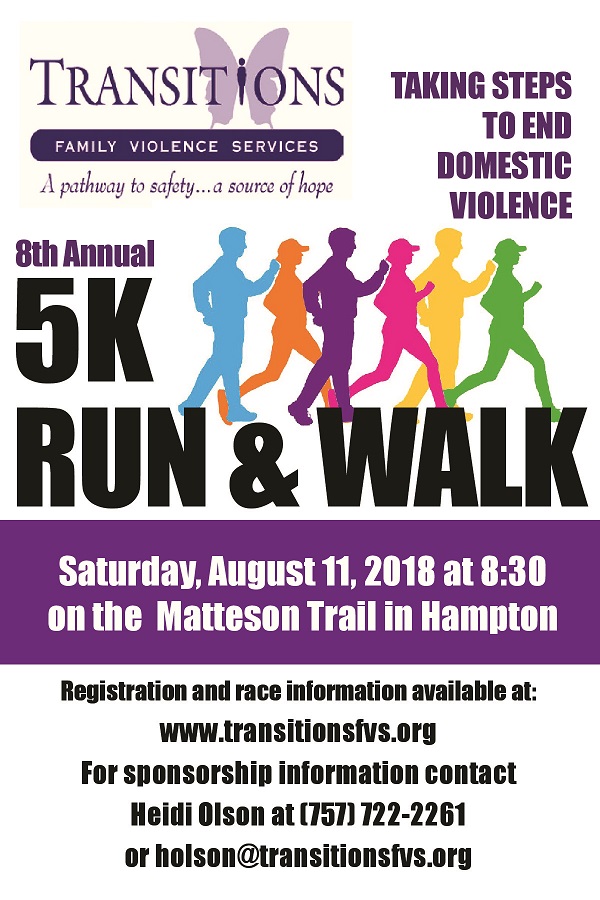 TRANSITIONS
FAMILY VIOLENCE SERVICES
A pathway to safety...a source of hope
TAKING STEPS
TO END
DOMESTIC
VIOLENCE
8th Annual
5K
RUN & WALK
Saturday, August 11, 2018 at 8:30
on the Matteson Trail in Hampton
Registration and race information available at:
www.transitionsfvs.org
For sponsorship information contact
Heidi Olson at (757) 722-2261
or holson@transitionsfvs.org